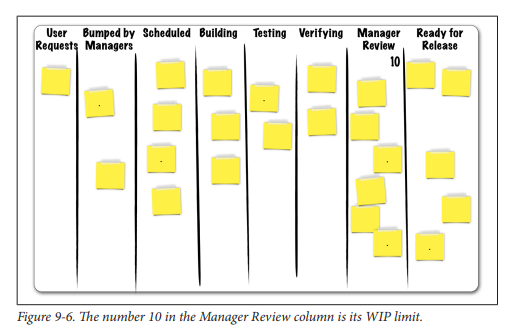 User Requests
Bumped by Managers
Scheduled
Building
Testing
Verifying
Manager Review
10
Ready for Release
Figure 9-6. The number 10 in the Manager Review column is its WIP limit.